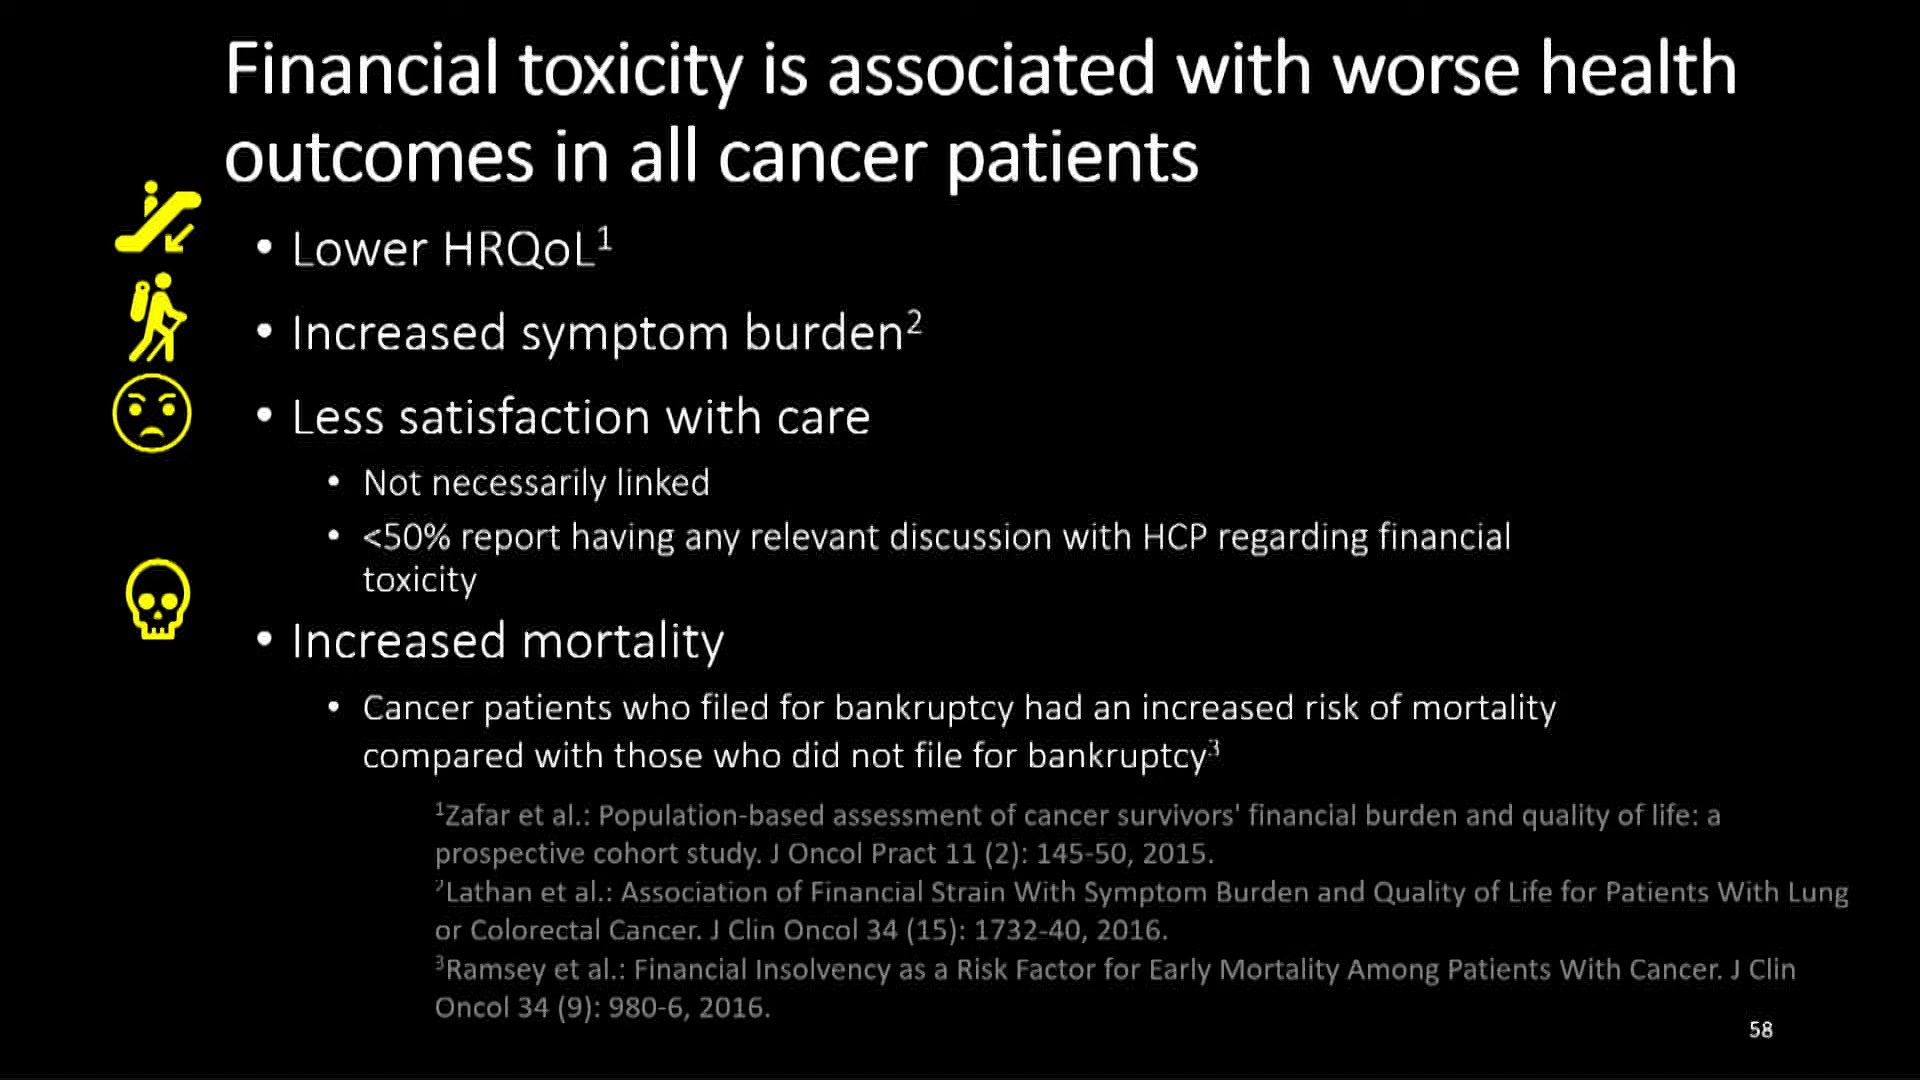 Financial toxicity is associated with worse health
outcomes in all cancer patients
• Lower HRQoL¹
• Increased symptom burden²
• Less satisfaction with care
• Not necessarily linked
• <50% report having any relevant discussion with HCP regarding financial
toxicity
• Increased mortality
• Cancer patients who filed for bankruptcy had an increased risk of mortality
compared with those who did not file for bankruptcy³
¹Zafar et al.: Population-based assessment of cancer survivors' financial burden and quality of life: a
prospective cohort study. J Oncol Pract 11 (2): 145-50, 2015.
²Lathan et al.: Association of Financial Strain With Symptom Burden and Quality of Life for Patients With Lung
or Colorectal Cancer. J Clin Oncol 34 (15): 1732-40, 2016.
³Ramsey et al.: Financial Insolvency as a Risk Factor for Early Mortality Among Patients With Cancer. J Clin
Oncol 34 (9): 980-6, 2016.
58